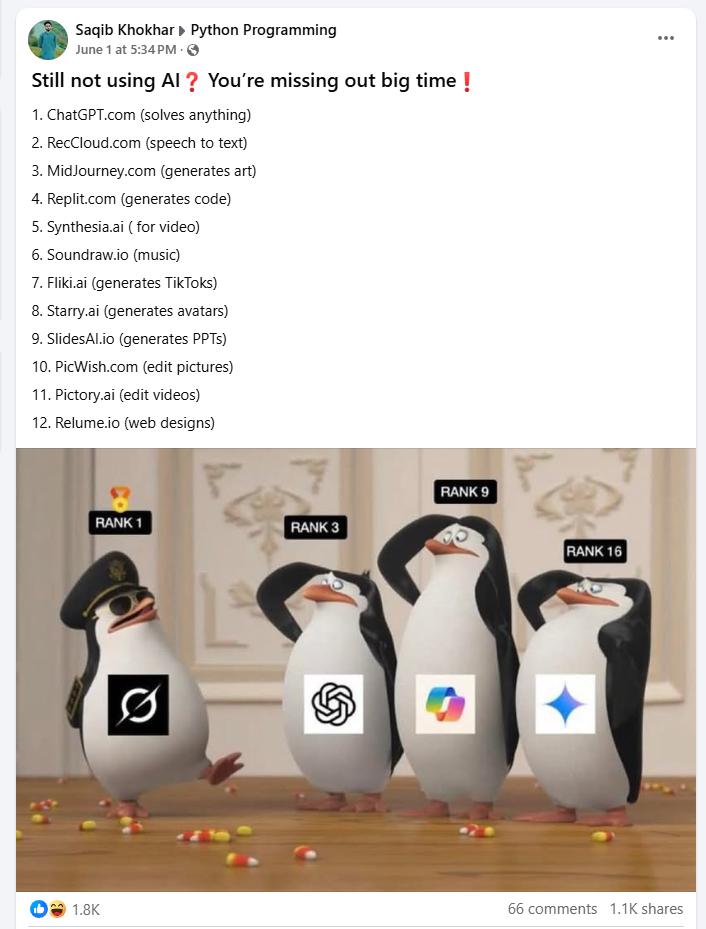 Saqib Khokhar ▸ Python Programming
June 1 at 5:34 PM ·
Still not using AI❓ You’re missing out big time❗
1. ChatGPT.com (solves anything)
2. RecCloud.com (speech to text)
3. MidJourney.com (generates art)
4. Replit.com (generates code)
5. Synthesia.ai ( for video)
6. Soundraw.io (music)
7. Fliki.ai (generates TikToks)
8. Starry.ai (generates avatars)
9. SlidesAI.io (generates PPTs)
10. PicWish.com (edit pictures)
11. Pictory.ai (edit videos)
12. Relume.io (web designs)
RANK 1
RANK 3
RANK 9
RANK 16
1.8K
66 comments 1.1K shares